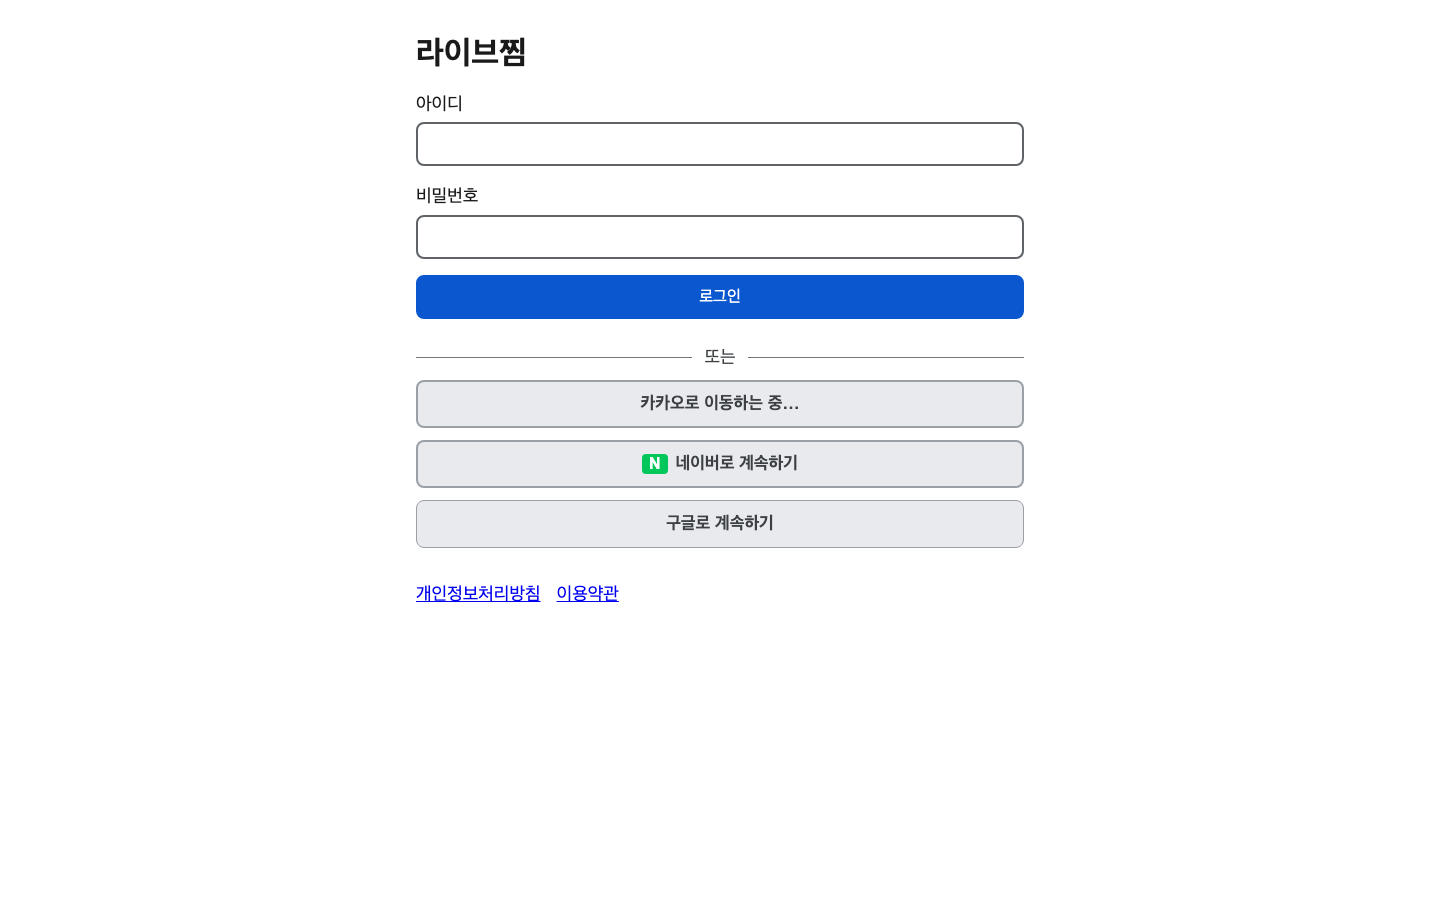 라이브찜
아이디
비밀번호
로그인
또는
카카오로 이동하는 중...
N 네이버로 계속하기
구글로 계속하기
개인정보처리방침 이용약관